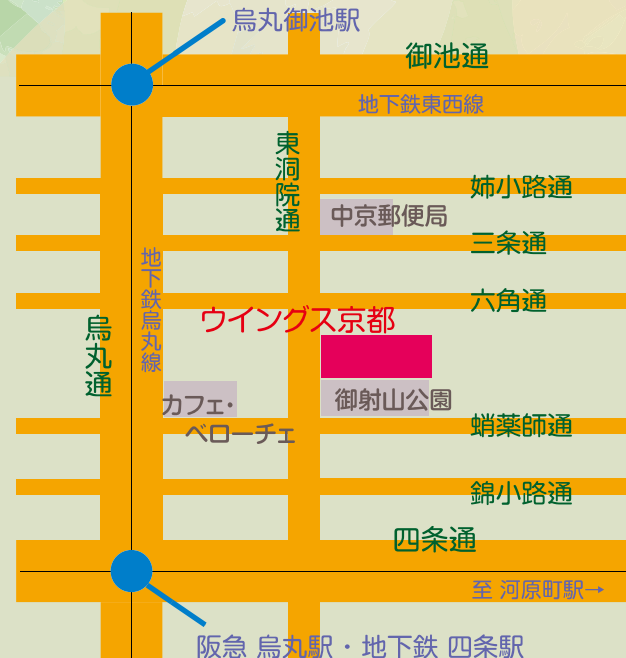 烏丸御池駅
御池通
地下鉄東西線
東洞院通
姉小路通
中京郵便局
三条通
地下鉄烏丸線
六角通
ウイングス京都
烏丸通
カフェ・
ベローチェ
御射山公園
蛸薬師通
錦小路通
四条通
至 河原町駅→
阪急 烏丸駅・地下鉄 四条駅